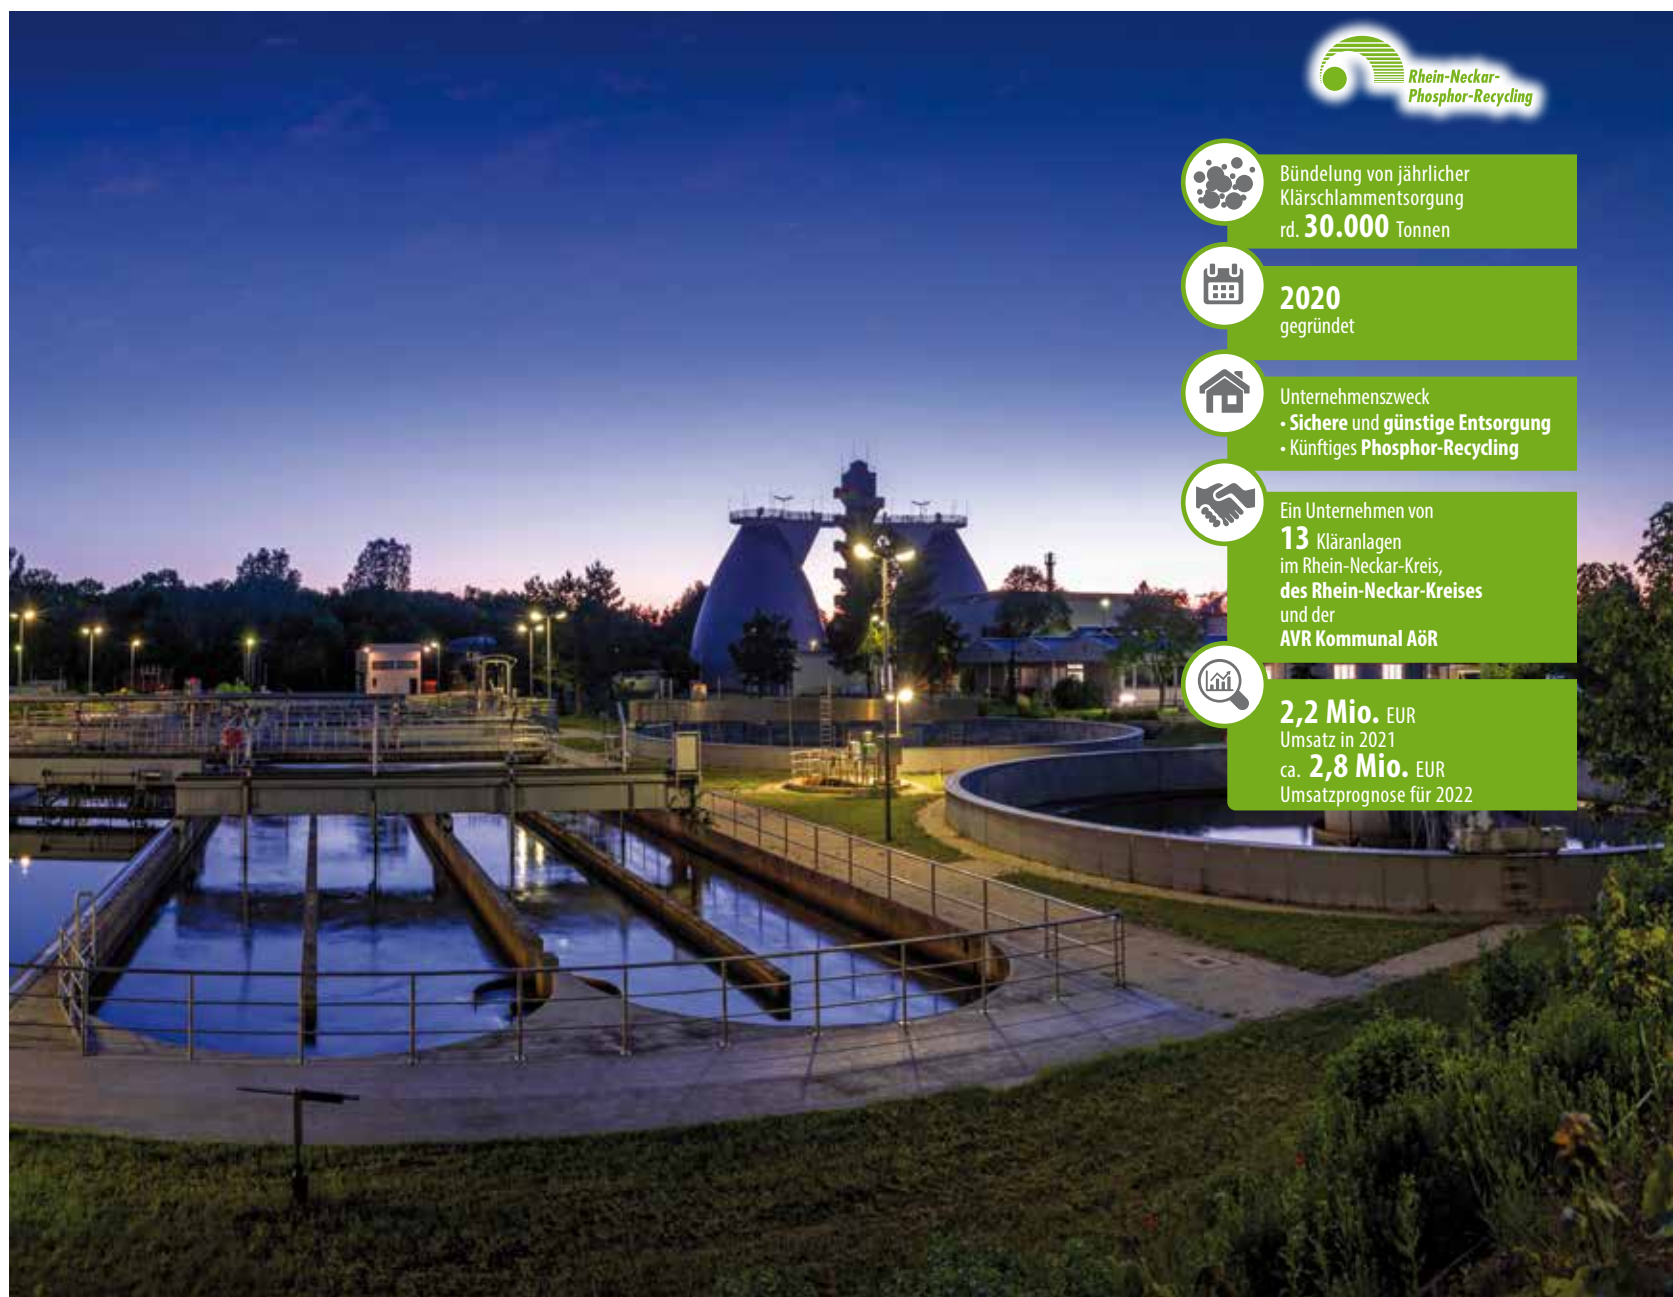 Rhein-Neckar-
Phosphor-Recycling
Bündelung von jährlicher
Klärschlammentsorgung
rd. 30.000 Tonnen
2020
gegründet
Unternehmenszweck
• Sichere und günstige Entsorgung
• Künftiges Phosphor-Recycling
Ein Unternehmen von
13 Kläranlagen
im Rhein-Neckar-Kreis,
des Rhein-Neckar-Kreises
und der
AVR Kommunal AöR
2,2 Mio. EUR
Umsatz in 2021
ca. 2,8 Mio. EUR
Umsatzprognose für 2022